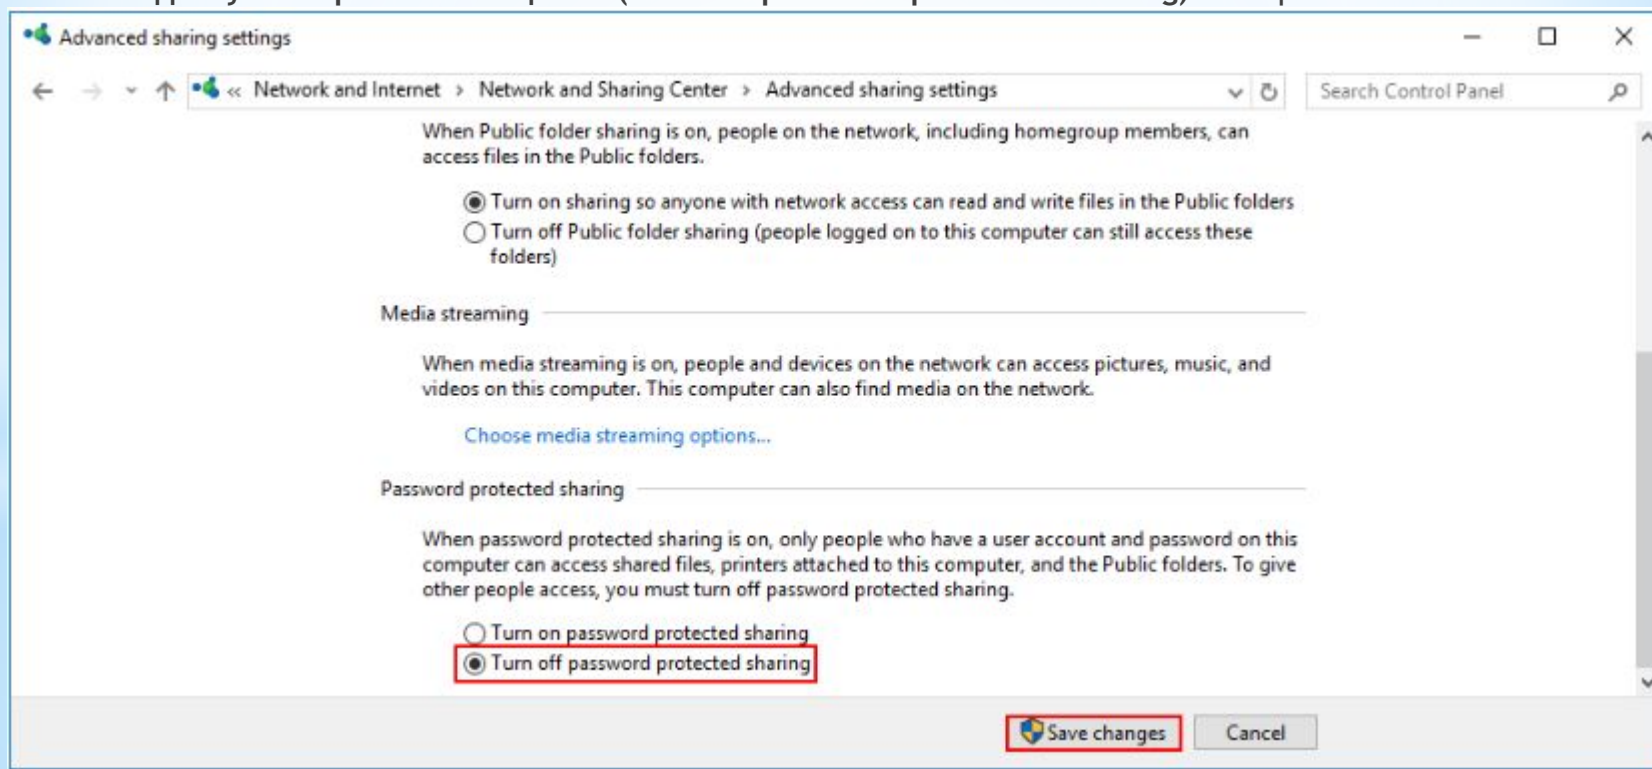 Advanced sharing settings
« Network and Internet > Network and Sharing Center > Advanced sharing settings
Search Control Panel
When Public folder sharing is on, people on the network, including homegroup members, can
access files in the Public folders.
Turn on sharing so anyone with network access can read and write files in the Public folders
Turn off Public folder sharing (people logged on to this computer can still access these
folders)
Media streaming
When media streaming is on, people and devices on the network can access pictures, music, and
videos on this computer. This computer can also find media on the network.
Choose media streaming options...
Password protected sharing
When password protected sharing is on, only people who have a user account and password on this
computer can access shared files, printers attached to this computer, and the Public folders. To give
other people access, you must turn off password protected sharing.
Turn on password protected sharing
Turn off password protected sharing
Save changes
Cancel